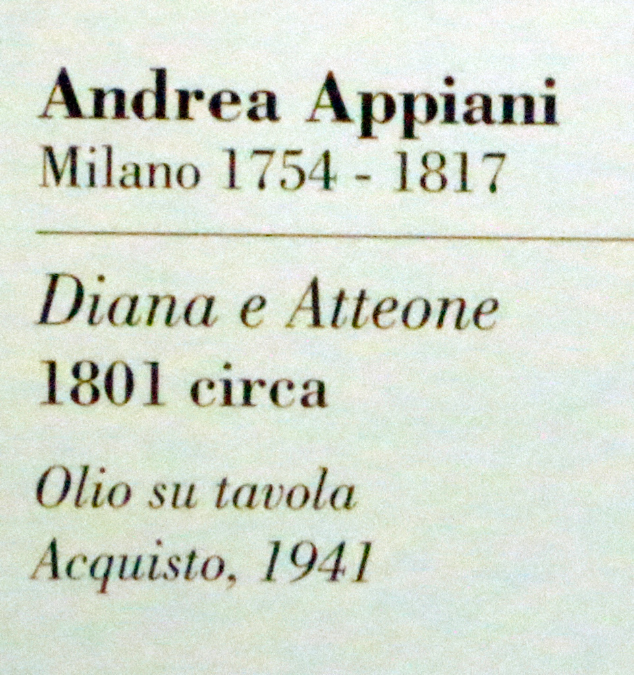 Andrea Appiani
Milano 1754 - 1817
Diana e Atteone
1801 circa
Olio su tavola
Acquisto, 1941